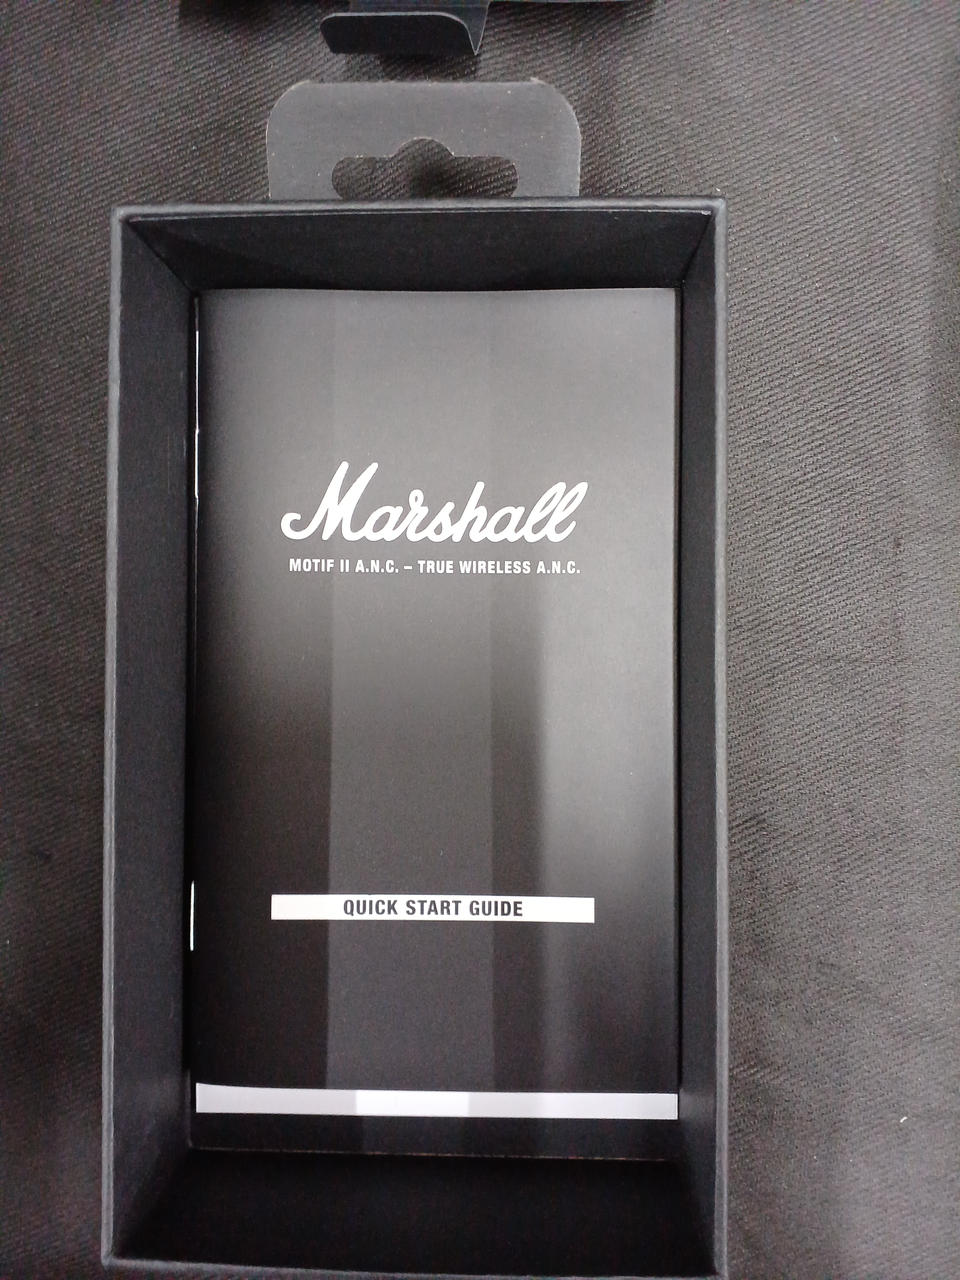 Marshall
MOTIF II A.N.C. – TRUE WIRELESS A.N.C.
QUICK START GUIDE